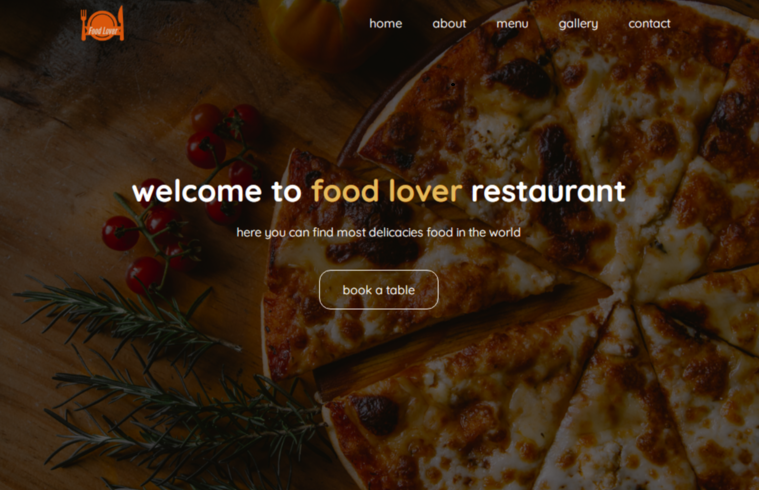 Food Lover
home about menu gallery contact
welcome to food lover restaurant
here you can find most delicacies food in the world
book a table